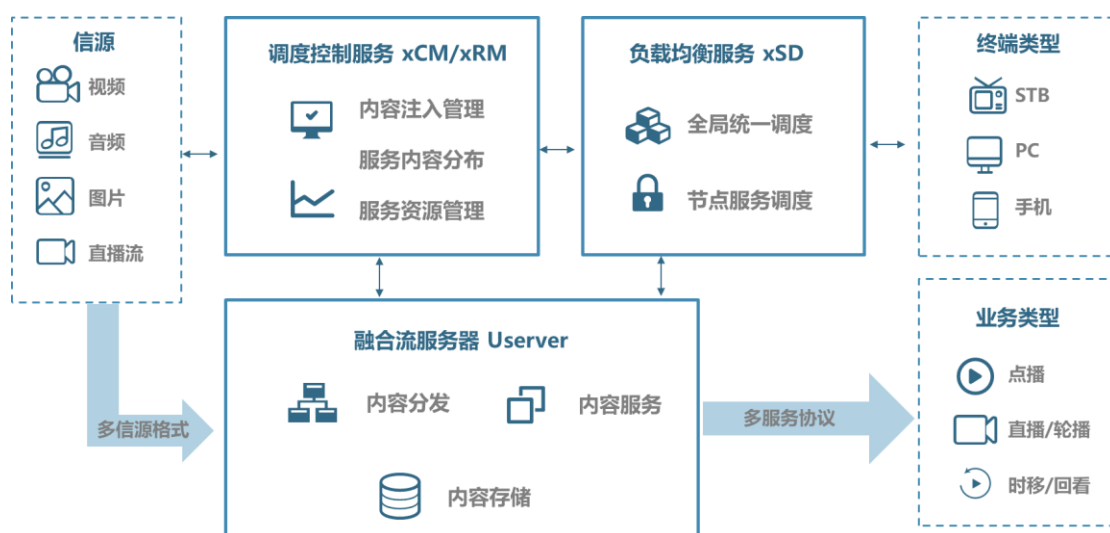 信源
视频
音频
图片
直播流
调度控制服务 xCM/xRM
内容注入管理
服务内容分布
服务资源管理
负载均衡服务 xSD
全局统一调度
节点服务调度
终端类型
STB
PC
手机
多信源格式
融合流服务器 Userver
内容分发
内容服务
内容存储
多服务协议
业务类型
点播
直播/轮播
时移/回看